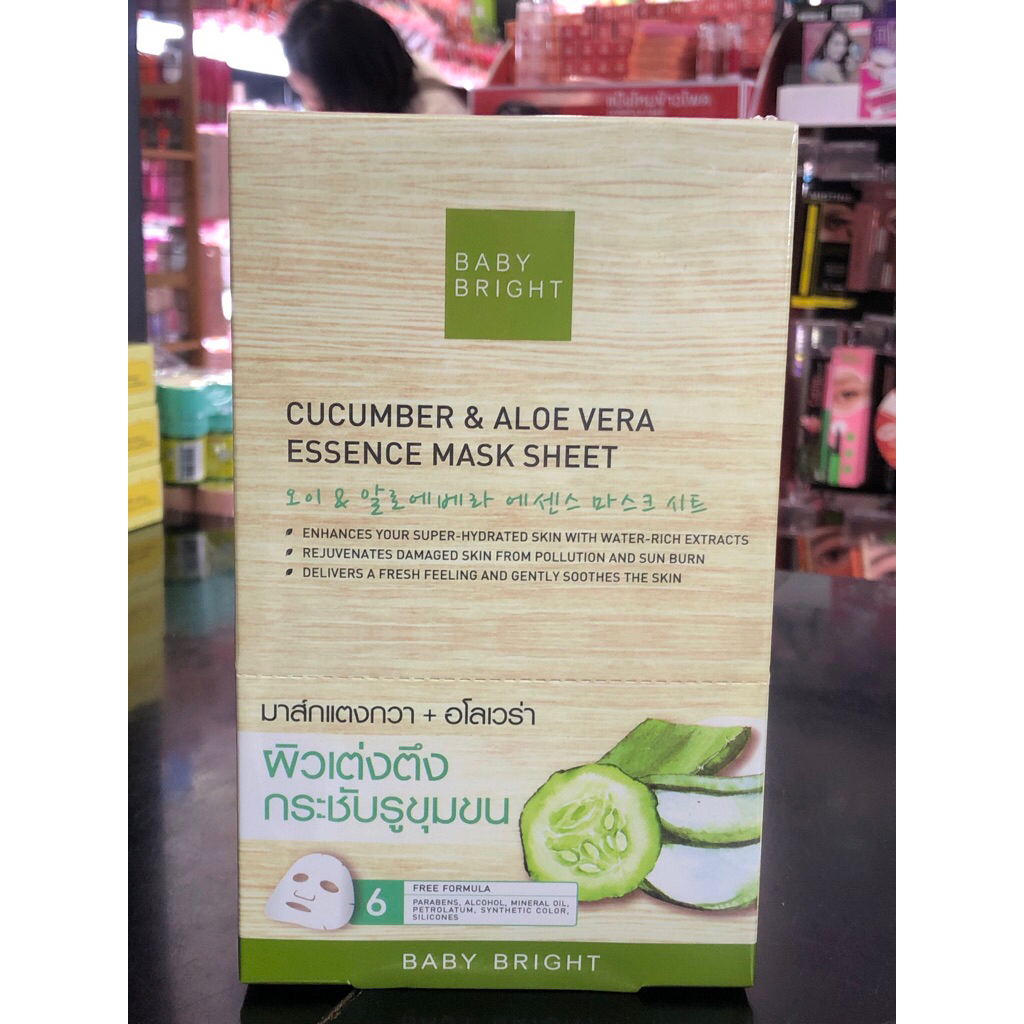 BABY
BRIGHT
CUCUMBER & ALOE VERA
ESSENCE MASK SHEET
오이 & 알로에베라 에센스 마스크 시트
ENHANCES YOUR SUPER-HYDRATED SKIN WITH WATER-RICH EXTRACTS
REJUVENATES DAMAGED SKIN FROM POLLUTION AND SUN BURN
DELIVERS A FRESH FEELING AND GENTLY SOOTHES THE SKIN
มาส์กแตงกวา + อโลเวร่า
ผิวเต่งตึง
กระชับรูขุมขน
6
FREE FORMULA
PARABENS, ALCOHOL, MINERAL OIL,
PETROLATUM, SYNTHETIC COLOR,
SILICONES
BABY BRIGHT